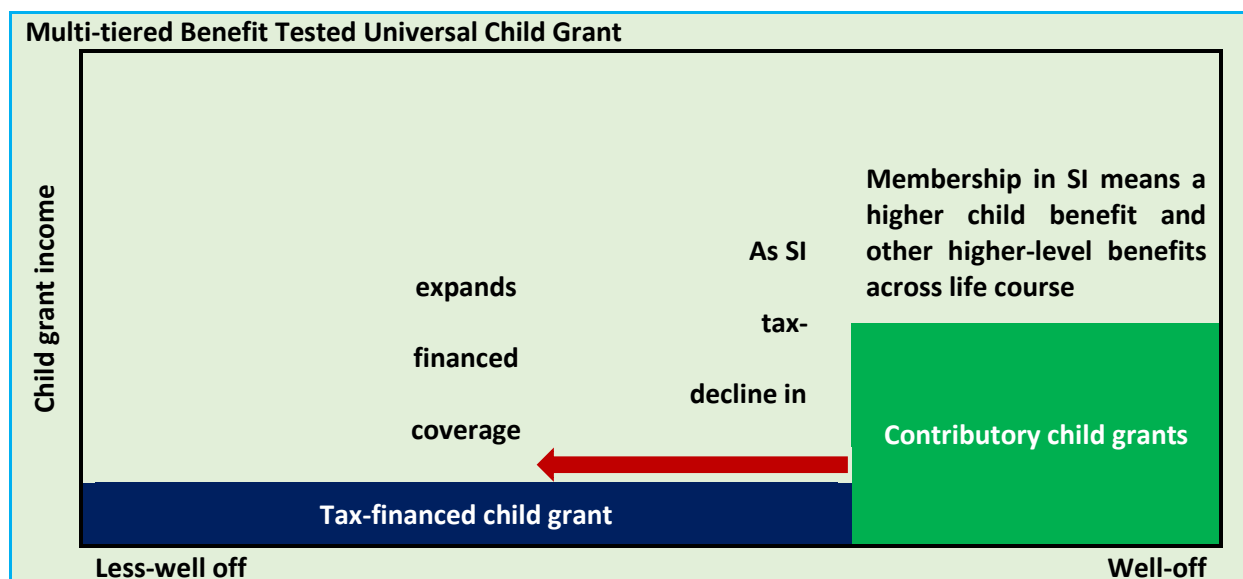 Multi-tiered Benefit Tested Universal Child Grant
Child grant income
Membership in SI means a
higher child benefit and
other higher-level benefits
across life course
As SI
expands
tax-
financed
decline in
coverage
Contributory child grants
Tax-financed child grant
Less-well off
Well-off